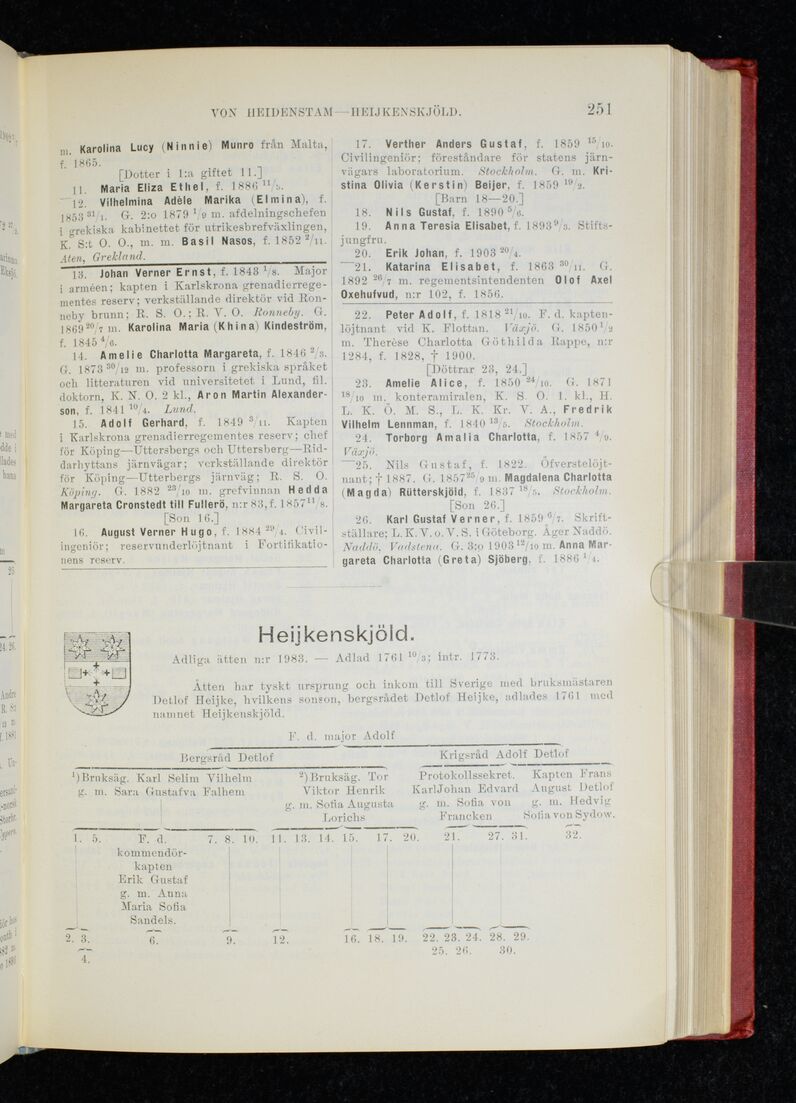 VON HEIDENSTAM—HEIJKENSKJÖLD.
251
m. Karolina Lucy (Ninnie) Munro från Malta,
f. 1865.
[Dotter i 1:a giftet 11.]
11. Maria Eliza Ethel, f. 1886 11/5.
12. Vilhelmina Adèle Marika (Elmina), f.
1853 31/1. G. 2:o 1879 1/9 m. afdelningschefen
i grekiska kabinettet för utrikesbrefväxlingen,
K. S:t O. O., m. m. Basil Nasos, f. 1852 2/11.
Aten, Grekland.
13. Johan Verner Ernst, f. 1843 1/8. Major
i arméen; kapten i Karlskrona grenadierrege-
mentes reserv; verkställande direktör vid Ron-
neby brunn. R. S. O.; R. V. O. Ronneby. G.
1869 20/7 m. Karolina Maria (Khina) Kindeström,
f. 1845 4/6.
14. Amelie Charlotta Margareta, f. 1846 2/3.
G. 1873 30/12 m. professorn i grekiska språket
och litteraturen vid universitetet i Lund, fil.
doktorn, K. N. O. 2 kl., Aron Martin Alexander-
son, f. 1841 10/4. Lund.
15. Adolf Gerhard, f. 1849 3/11. Kapten
i Karlskrona grenadierregementes reserv; chef
för Köping—Uttersbergs och Uttersberg—Rid-
darhyttans järnvägar; verkställande direktör
för Köping—Utterbergs järnväg; R. S. O.
Köping. G. 1882 23/10 m. grefvinnan Hedda
Margareta Cronstedt till Fullerö, n:r 83, f. 1857 11/8.
[Son 16.]
16. August Verner Hugo, f. 1884 29/4. Civil-
ingeniör; reservunderlöjtnant i Fortifikatio-
nens reserv.
17. Verther Anders Gustaf, f. 1859 15/10.
Civilingeniör; föreståndare för statens järn-
vägars laboratorium. Stockholm. G. m. Kri-
stina Olivia (Kerstin) Beijer, f. 1859 19/2.
[Barn 18—20.]
18. Nils Gustaf, f. 1890 5/6.
19. Anna Teresia Elisabet, f. 1893 9/3. Stifts-
jungfru.
20. Erik Johan, f. 1903 20/4.
21. Katarina Elisabet, f. 1863 30/11. G.
1892 26/7 m. regementsintendenten Olof Axel
Oxehufvud, n:r 102, f. 1856.
22. Peter Adolf, f. 1818 21/10. F. d. kapten-
löjtnant vid K. Flottan. Växjö. G. 1850 1/2
m. Therèse Charlotta Göthilda Rappe, n:r
1284, f. 1828, † 1900.
[Döttrar 23, 24.]
23. Amelie Alice, f. 1850 24/10. G. 1871
18/10 m. konteramiralen, K. S. O. 1. kl., H.
L. K. Ö. M. S., L. K. Kr. V. A., Fredrik
Vilhelm Lennman, f. 1840 13/5. Stockholm.
24. Torborg Amalia Charlotta, f. 1857 4/9.
Växjö.
25. Nils Gustaf, f. 1822. Öfverstelöjt-
nant; † 1887. G. 1857 25/9 m. Magdalena Charlotta
(Magda) Rütterskjöld, f. 1837 18/5. Stockholm.
[Son 26.]
26. Karl Gustaf Verner, f. 1859 6/7. Skrift-
ställare; L. K. V. o. V. S. i Göteborg. Äger Naddö.
Naddö, Vadstena. G. 3:o 1903 12/10 m. Anna Mar-
gareta Charlotta (Greta) Sjöberg, f. 1886 1/4.
Heijkenskjöld.
Adliga ätten n:r 1983. — Adlad 1761 10/3; intr. 1773.
Ätten har tyskt ursprung och inkom till Sverige med bruksmästaren
Detlof Heijke, hvilkens sonson, bergsrådet Detlof Heijke, adlades 1761 med
namnet Heijkenskjöld.
F. d. major Adolf
Bergsråd Detlof Krigsråd Adolf Detlof
1) Bruksäg. Karl Selim Vilhelm 2) Bruksäg. Tor Protokollssekret. Kapten Frans
g. m. Sara Gustafva Falhem Viktor Henrik Karl Johan Edvard August Detlof
g. m. Sofia Augusta g. m. Sofia von g. m. Hedvig
Lorichs Francken Sofia von Sydow.
1. 5. F. d. 7. 8. 10. 11. 13. 14. 15. 17. 20. 21. 27. 31. 32.
kommendör-
kapten
Erik Gustaf
g. m. Anna
Maria Sofia
Sandels.
2. 3. 6. 9. 12. 16. 18. 19. 22. 23. 24. 28. 29.
4. 25. 26. 30.